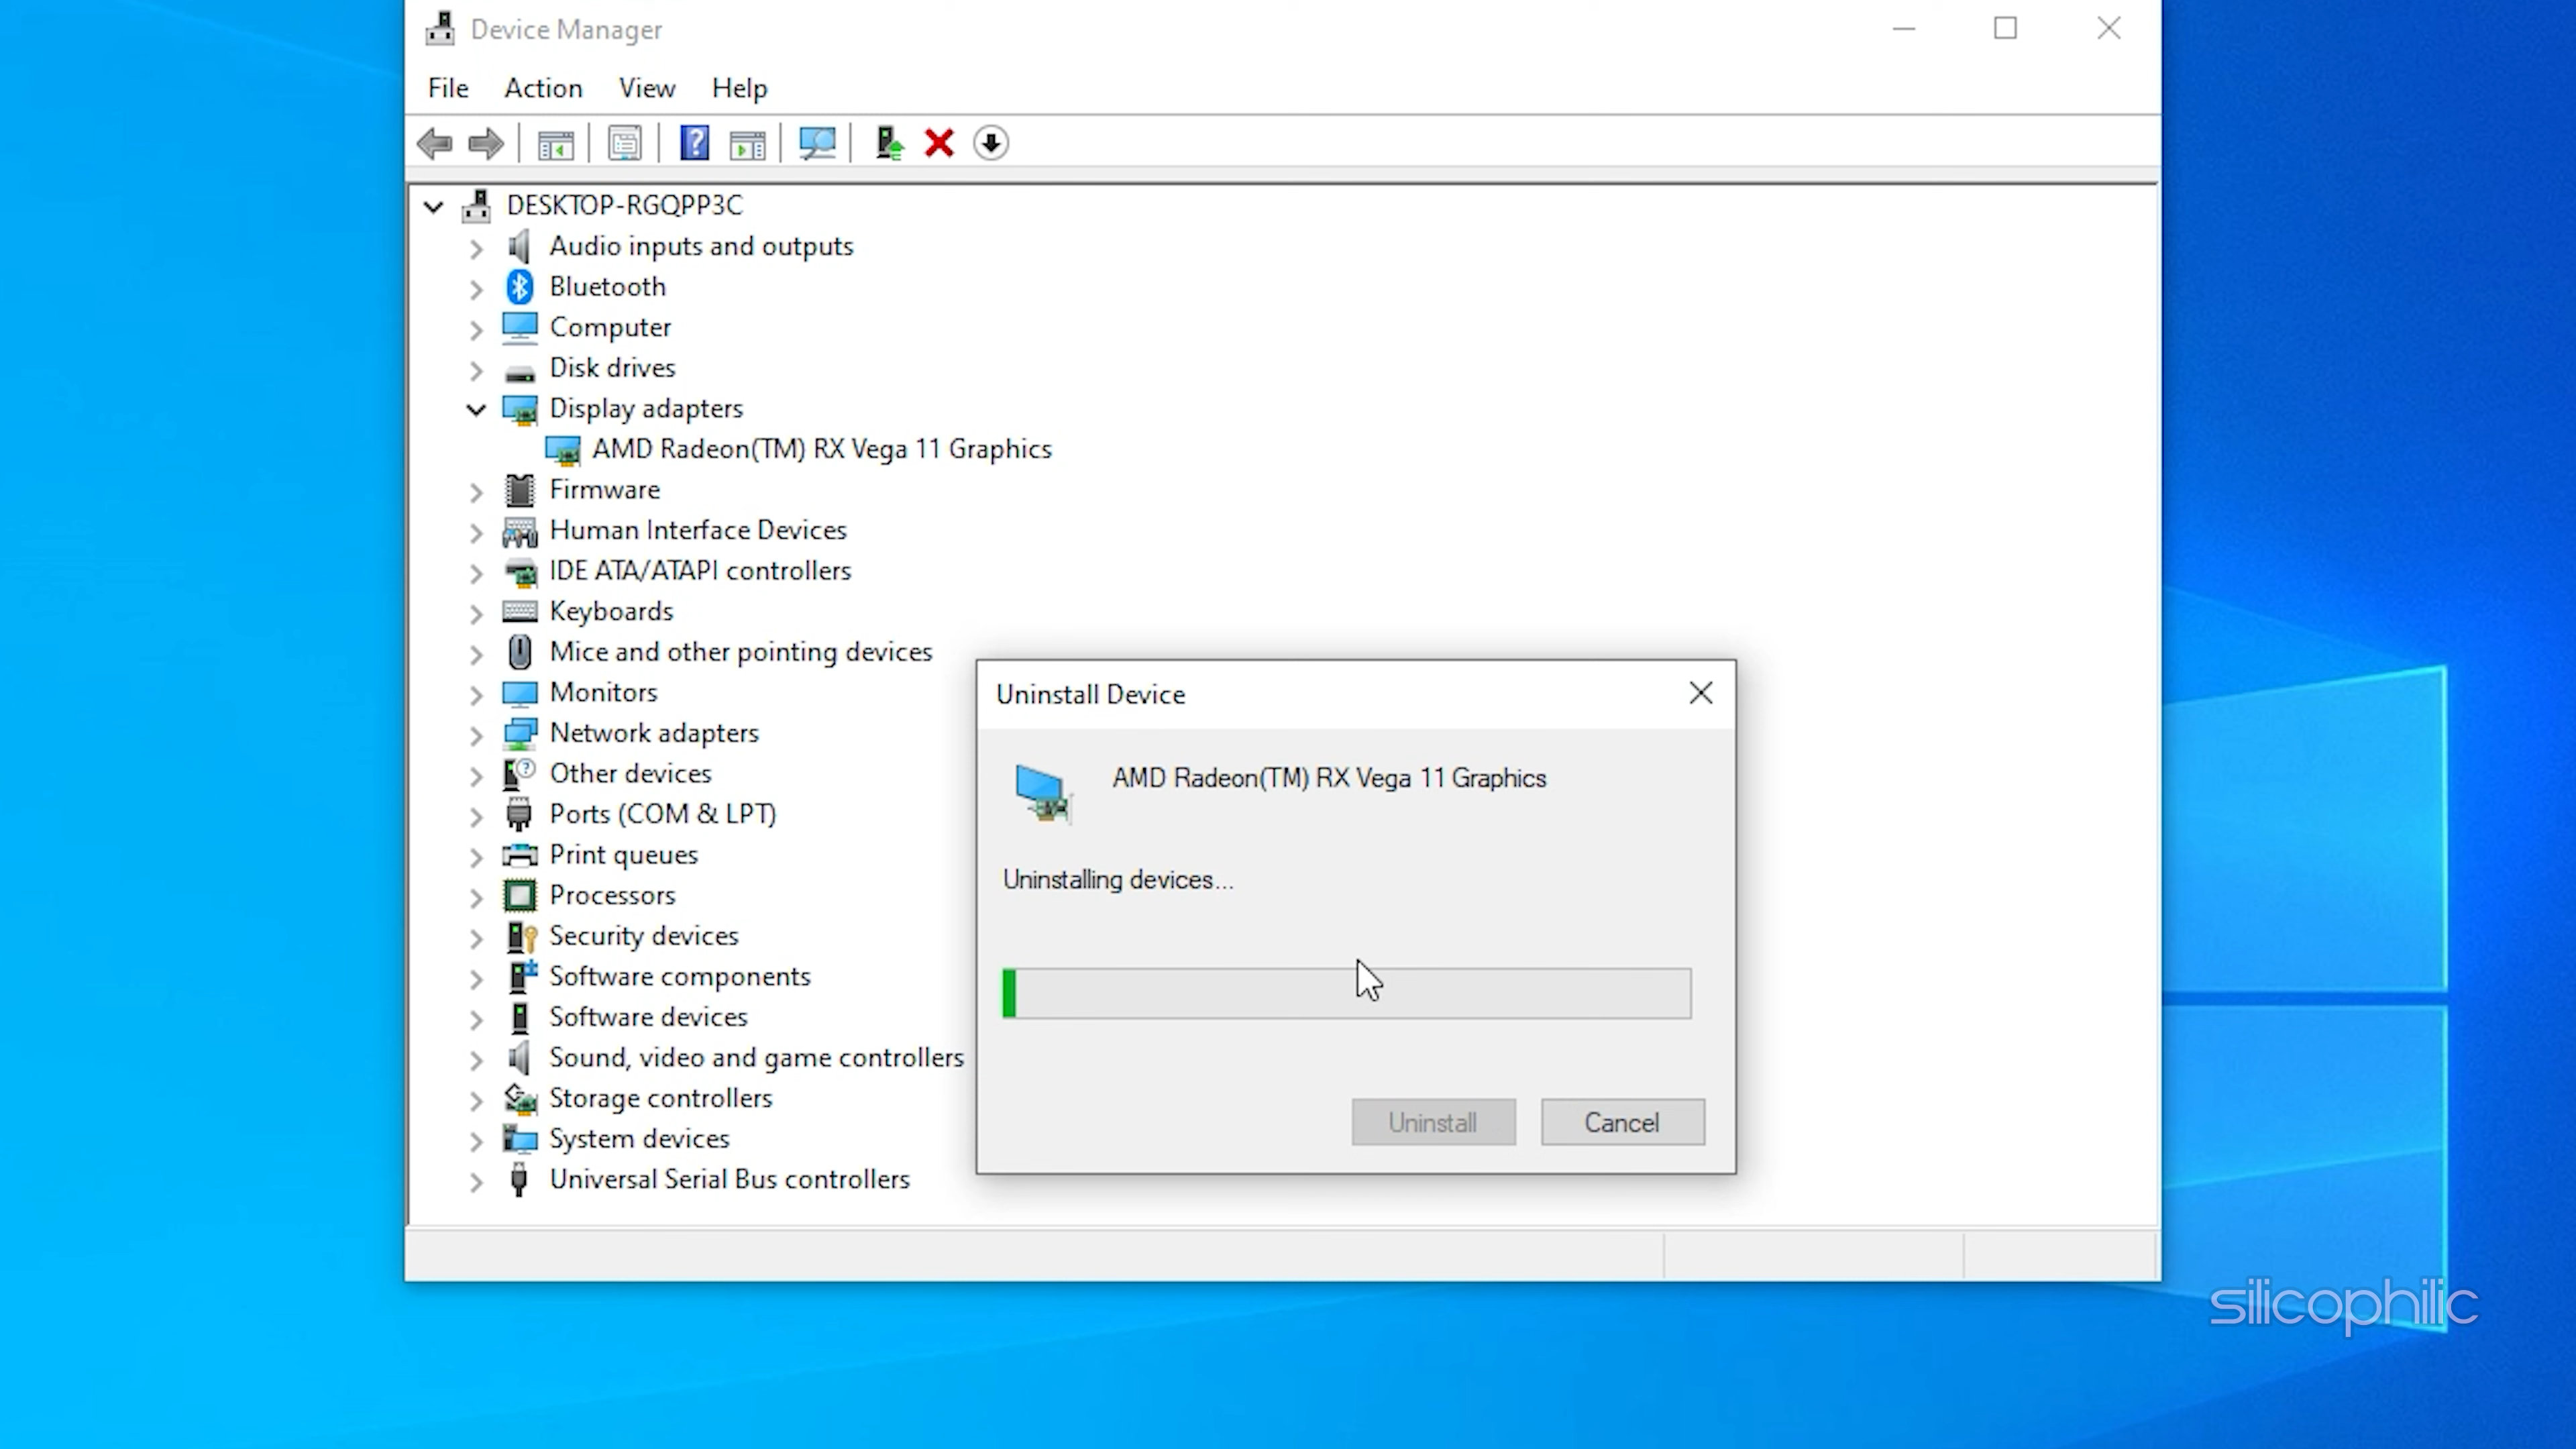 Device Manager
File Action View Help
DESKTOP-RGQPP3C
Audio inputs and outputs
Bluetooth
Computer
Disk drives
Display adapters
AMD Radeon(TM) RX Vega 11 Graphics
Firmware
Human Interface Devices
IDE ATA/ATAPI controllers
Keyboards
Mice and other pointing devices
Monitors
Network adapters
Other devices
Ports (COM & LPT)
Print queues
Processors
Security devices
Software components
Software devices
Sound, video and game controllers
Storage controllers
System devices
Universal Serial Bus controllers
Uninstall Device
AMD Radeon(TM) RX Vega 11 Graphics
Uninstalling devices...
Uninstall Cancel
silicophilic